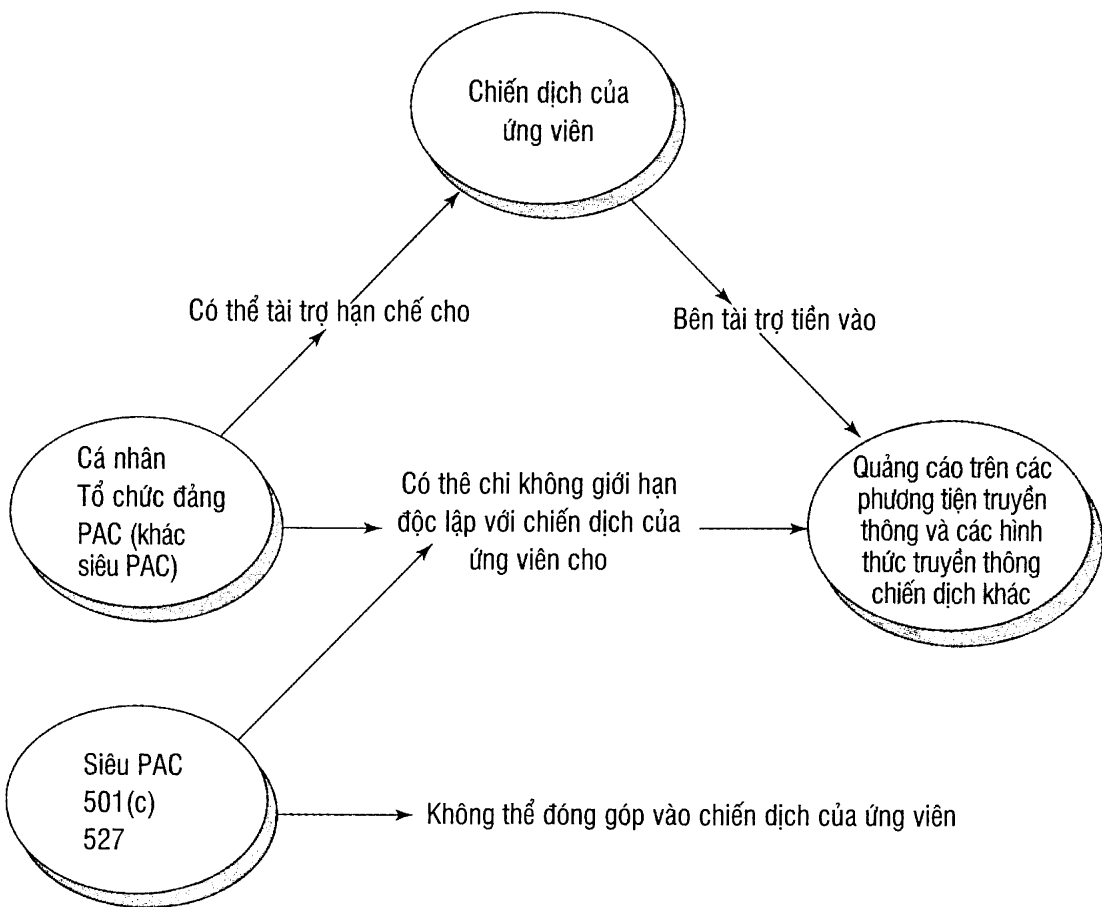 Chiến dịch của
ứng viên
Có thể tài trợ hạn chế cho
Bên tài trợ tiền vào
Cá nhân
Tổ chức đảng
PAC (khác
siêu PAC)
Có thê chi không giới hạn
độc lập với chiến dịch của
ứng viên cho
Quảng cáo trên các
phương tiện truyền
thông và các hình
thức truyền thông
chiến dịch khác
Siêu PAC
501(c)
527
Không thể đóng góp vào chiến dịch của ứng viên